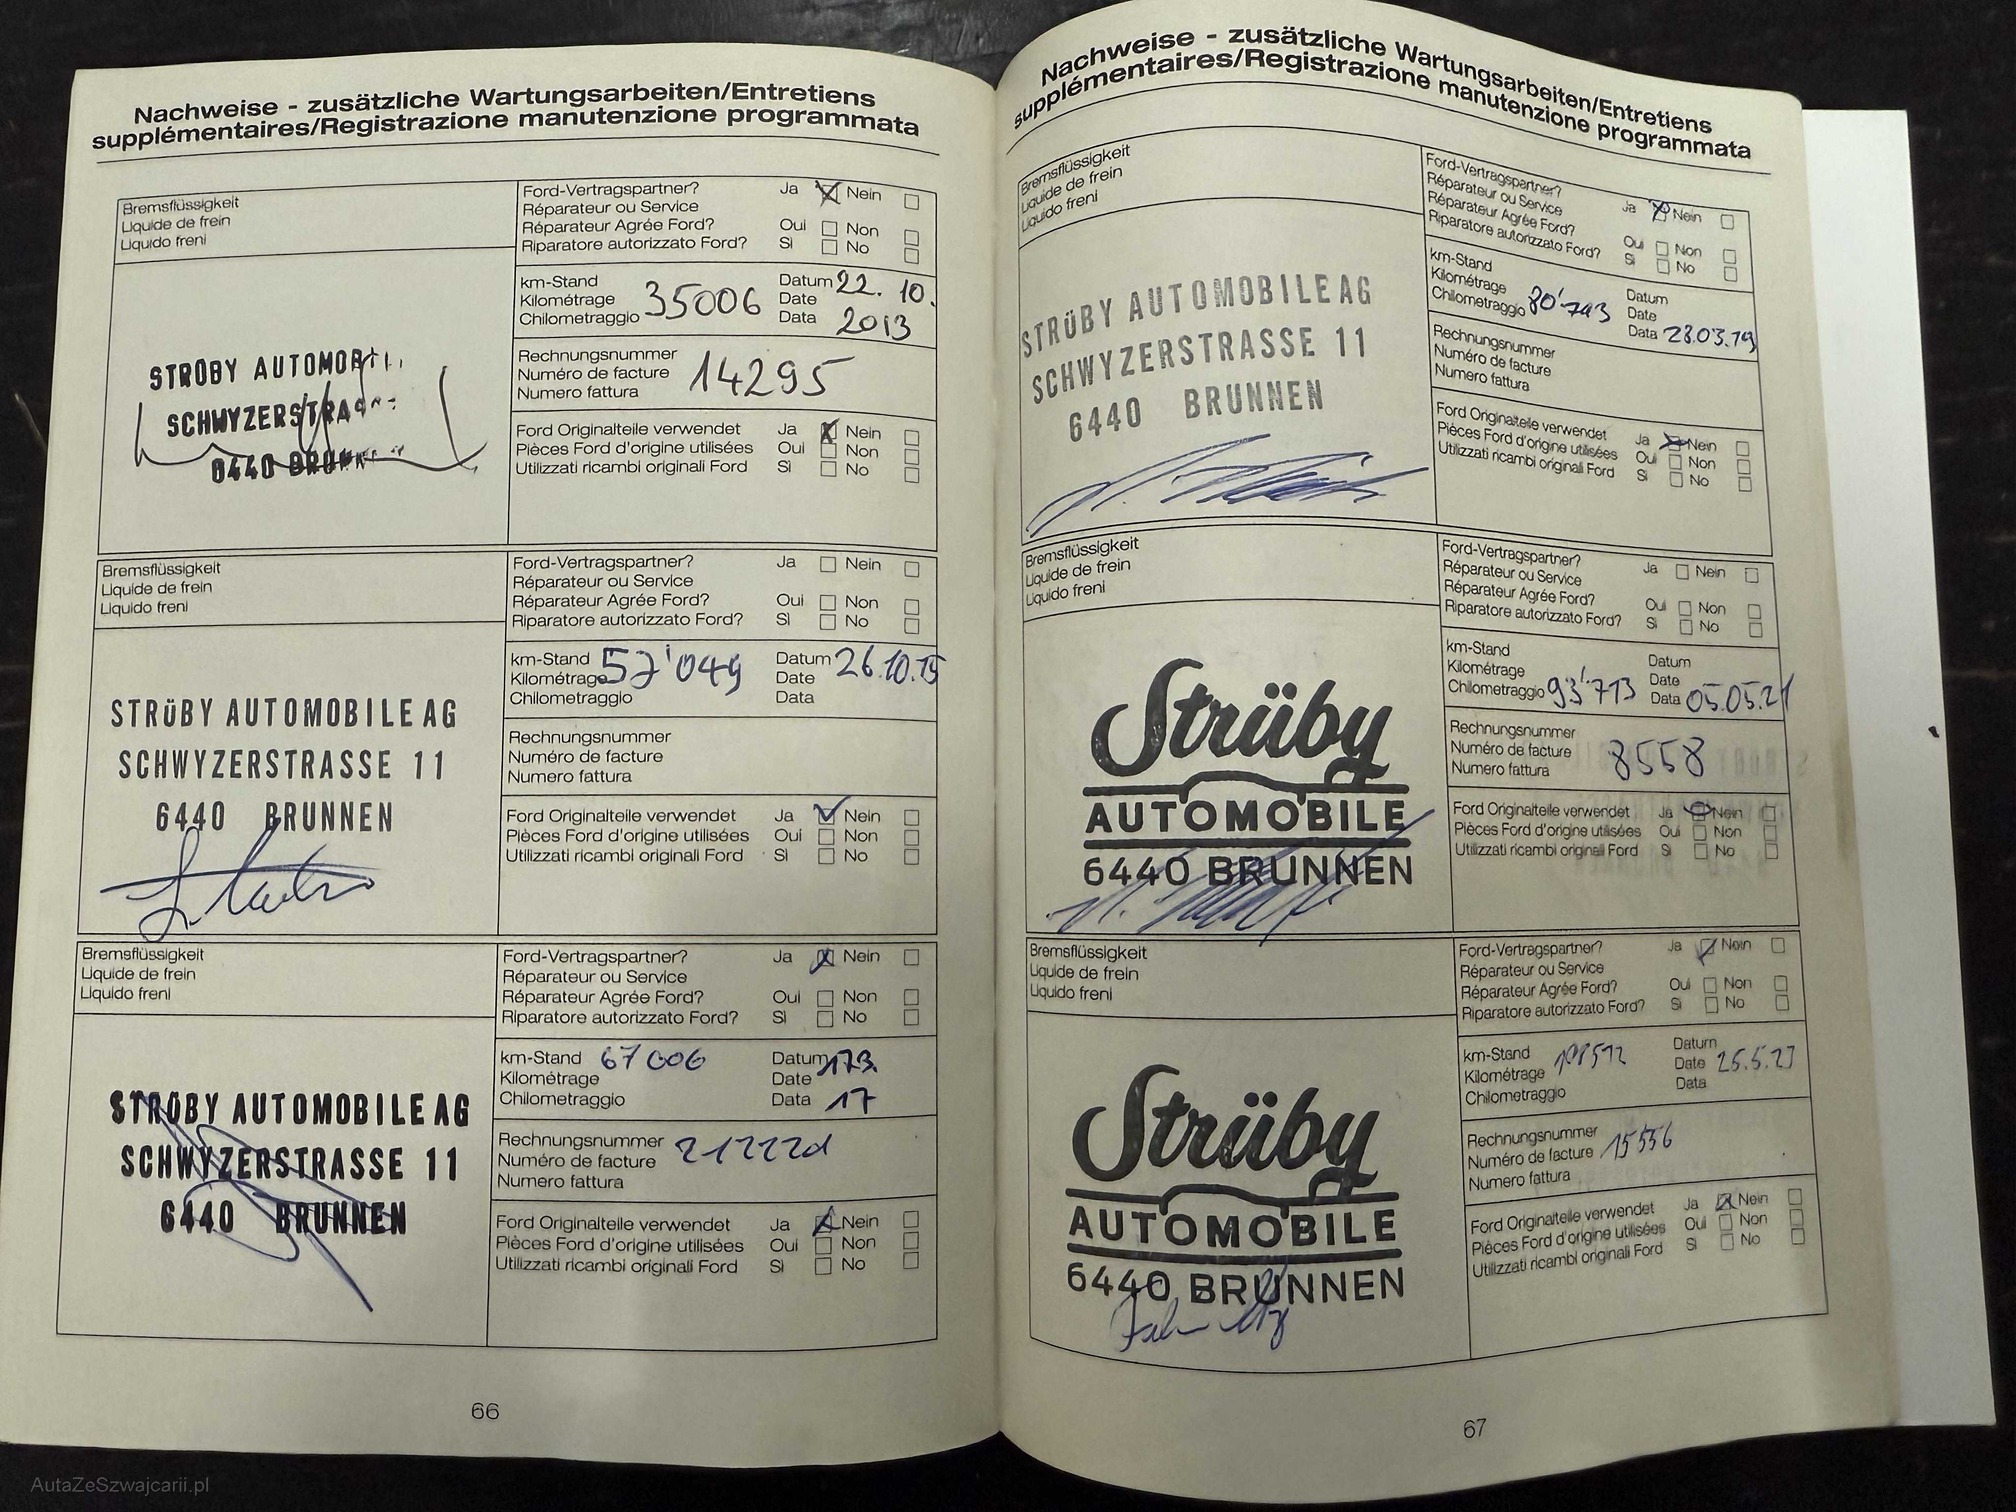 Nachweise - zusätzliche Wartungsarbeiten/Entretiens
supplémentaires/Registrazione manutenzione programmata
Bremsflüssigkeit
Liquide de frein
Liquido freni
Ford-Vertragspartner? Ja Nein
Réparateur ou Service
Réparateur Agrée Ford? Oui Non
Riparatore autorizzato Ford? Sì No
km-Stand
Kilométrage 35006
Chilometraggio
Datum 22. 10.
Date
Data 2013
Rechnungsnummer
Numéro de facture 14295
Numero fattura
Ford Originalteile verwendet Ja Nein
Pièces Ford d'origine utilisées Oui Non
Utilizzati ricambi originali Ford Sì No
STRÜBY AUTOMOBIL
SCHWYZERSTRA
6440 BRUNN
Bremsflüssigkeit
Liquide de frein
Liquido freni
Ford-Vertragspartner? Ja Nein
Réparateur ou Service
Réparateur Agrée Ford? Oui Non
Riparatore autorizzato Ford? Sì No
km-Stand 57'049
Kilométrage
Chilometraggio
Datum 26.10.15
Date
Data
Rechnungsnummer
Numéro de facture
Numero fattura
Ford Originalteile verwendet Ja Nein
Pièces Ford d'origine utilisées Oui Non
Utilizzati ricambi originali Ford Sì No
STRÜBY AUTOMOBILE AG
SCHWYZERSTRASSE 11
6440 BRUNNEN
Bremsflüssigkeit
Liquide de frein
Liquido freni
Ford-Vertragspartner? Ja Nein
Réparateur ou Service
Réparateur Agrée Ford? Oui Non
Riparatore autorizzato Ford? Sì No
km-Stand 67006
Kilométrage
Chilometraggio
Datum 17.3.
Date
Data 17
Rechnungsnummer
Numéro de facture
Numero fattura
Ford Originalteile verwendet Ja Nein
Pièces Ford d'origine utilisées Oui Non
Utilizzati ricambi originali Ford Sì No
STRÜBY AUTOMOBILE AG
SCHWYZERSTRASSE 11
6440 BRUNNEN
66
Nachweise - zusätzliche Wartungsarbeiten/Entretiens
supplémentaires/Registrazione manutenzione programmata
Bremsflüssigkeit
Liquide de frein
Liquido freni
Ford-Vertragspartner? Ja Nein
Réparateur ou Service
Réparateur Agrée Ford? Oui Non
Riparatore autorizzato Ford? Sì No
km-Stand
Kilométrage
Chilometraggio 80'743
Datum
Date
Data 28.03.19
Rechnungsnummer
Numéro de facture
Numero fattura
Ford Originalteile verwendet Ja Nein
Pièces Ford d'origine utilisées Oui Non
Utilizzati ricambi originali Ford Sì No
STRÜBY AUTOMOBILE AG
SCHWYZERSTRASSE 11
6440 BRUNNEN
Bremsflüssigkeit
Liquide de frein
Liquido freni
Ford-Vertragspartner? Ja Nein
Réparateur ou Service
Réparateur Agrée Ford? Oui Non
Riparatore autorizzato Ford? Sì No
km-Stand
Kilométrage
Chilometraggio 93'713
Datum
Date
Data 05.05.21
Rechnungsnummer
Numéro de facture 8558
Numero fattura
Ford Originalteile verwendet Ja Nein
Pièces Ford d'origine utilisées Oui Non
Utilizzati ricambi originali Ford Sì No
Strüby
AUTOMOBILE
6440 BRUNNEN
Bremsflüssigkeit
Liquide de frein
Liquido freni
Ford-Vertragspartner? Ja Nein
Réparateur ou Service
Réparateur Agrée Ford? Oui Non
Riparatore autorizzato Ford? Sì No
km-Stand
Kilométrage
Chilometraggio
Datum
Date 25.5.23
Data
Rechnungsnummer
Numéro de facture 15556
Numero fattura
Ford Originalteile verwendet Ja Nein
Pièces Ford d'origine utilisées Oui Non
Utilizzati ricambi originali Ford Sì No
Strüby
AUTOMOBILE
6440 BRUNNEN
67
AutaZeSzwajcarii.pl